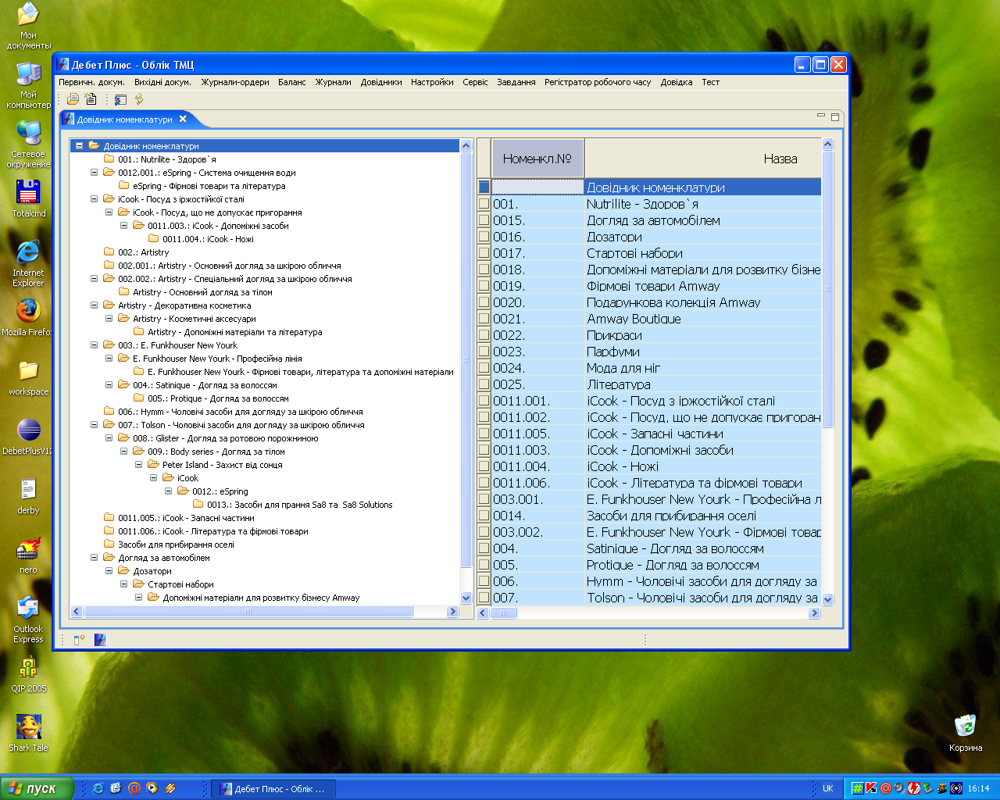 Мои
документы
Мой
компьютер
Сетевое
окружение
Totalcmd
Internet
Explorer
Mozilla Firefo
workspace
DebetPlusV12
derby
nero
Outlook
Express
QIP 2005
Shark Tale
Корзина
Дебет Плюс - Облік ТМЦ
Первичн. докум. Вихідні докум. Журнали-ордери Баланс Журнали Довідники Настройки Сервіс Завдання Регістратор робочого часу Довідка Тест
Довідник номенклатури
Довідник номенклатури
001.: Nutrilite - Здоров`я
0012.001.: eSpring - Система очищення води
eSpring - Фірмові товари та література
iCook - Посуд з іржостійкої сталі
iCook - Посуд, що не допускає пригорання
0011.003.: iCook - Допоміжні засоби
0011.004.: iCook - Ножі
002.: Artistry
002.001.: Artistry - Основний догляд за шкірою обличчя
002.002.: Artistry - Спеціальний догляд за шкірою обличчя
Artistry - Основний догляд за тілом
Artistry - Декоративна косметика
Artistry - Косметичні аксесуари
Artistry - Допоміжні матеріали та література
003.: E. Funkhouser New Yourk
E. Funkhouser New Yourk - Професійна лінія
E. Funkhouser New Yourk - Фірмові товари, література та допоміжні матеріали
004.: Satinique - Догляд за волоссям
005.: Protique - Догляд за волоссям
006.: Hymm - Чоловічі засоби для догляду за шкірою обличчя
007.: Tolson - Чоловічі засоби для догляду за шкірою обличчя
008.: Glister - Догляд за ротовою порожниною
009.: Body series - Догляд за тілом
Peter Island - Захист від сонця
iCook
0012.: eSpring
0013.: Засоби для прання Sa8 та Sa8 Solutions
0011.005.: iCook - Запасні частини
0011.006.: iCook - Література та фірмові товари
Засоби для прибирання оселі
Догляд за автомобілем
Дозатори
Стартові набори
Допоміжні матеріали для розвитку бізнесу Amway
Номенкл.№ Назва
Довідник номенклатури
001. Nutrilite - Здоров`я
0015. Догляд за автомобілем
0016. Дозатори
0017. Стартові набори
0018. Допоміжні матеріали для розвитку бізне
0019. Фірмові товари Amway
0020. Подарункова колекція Amway
0021. Amway Boutique
0022. Прикраси
0023. Парфуми
0024. Мода для ніг
0025. Література
0011.001. iCook - Посуд з іржостійкої сталі
0011.002. iCook - Посуд, що не допускає пригоран
0011.005. iCook - Запасні частини
0011.003. iCook - Допоміжні засоби
0011.004. iCook - Ножі
0011.006. iCook - Література та фірмові товари
003.001. E. Funkhouser New Yourk - Професійна л
0014. Засоби для прибирання оселі
003.002. E. Funkhouser New Yourk - Фірмові товар
004. Satinique - Догляд за волоссям
005. Protique - Догляд за волоссям
006. Hymm - Чоловічі засоби для догляду за
007. Tolson - Чоловічі засоби для догляду за
пуск Дебет Плюс - Облік ... UK 16:14